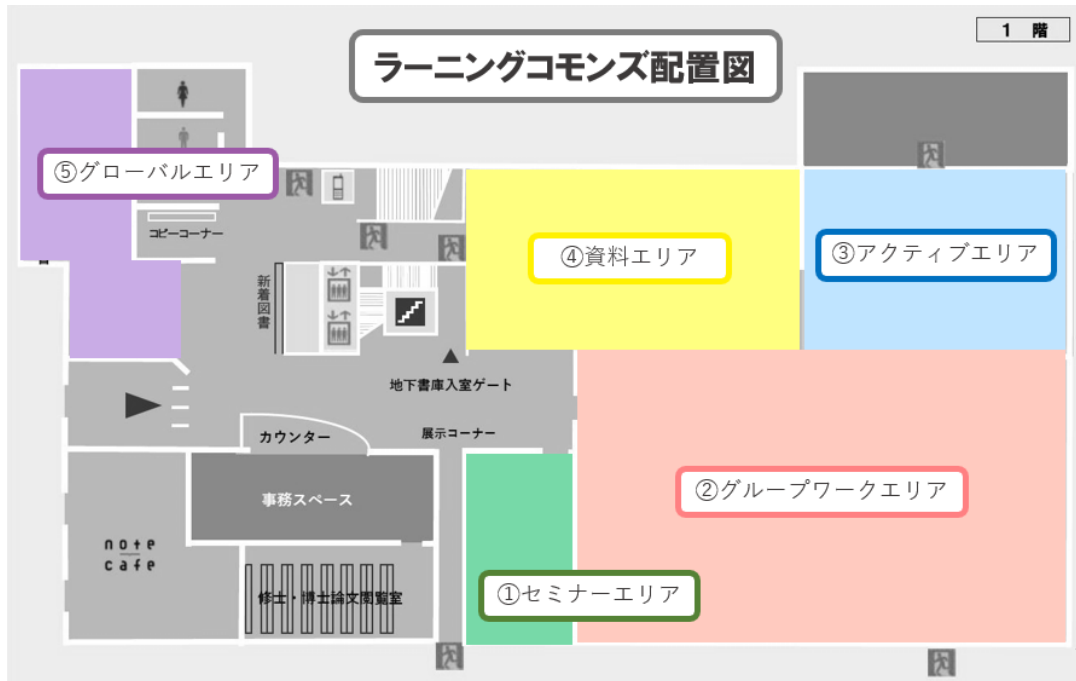 1 階
ラーニングコモンズ配置図
⑤グローバルエリア
コピーコーナー
④資料エリア
③アクティブエリア
新着図書
地下書庫入室ゲート
カウンター
展示コーナー
事務スペース
②グループワークエリア
note
cafe
修士・博士論文閲覧室
①セミナーエリア